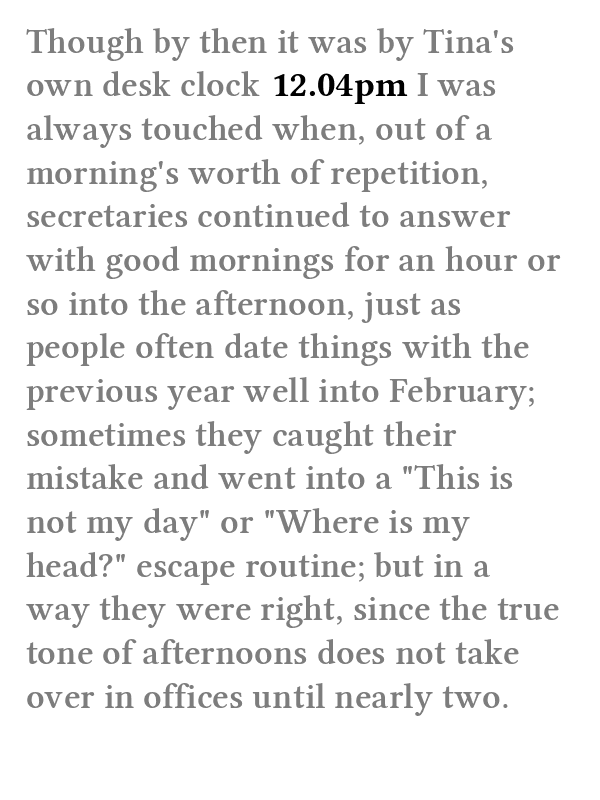 Though by then it was by Tina's
own desk clock 12.04pm I was
always touched when, out of a
morning's worth of repetition,
secretaries continued to answer
with good mornings for an hour or
so into the afternoon, just as
people often date things with the
previous year well into February;
sometimes they caught their
mistake and went into a "This is
not my day" or "Where is my
head?" escape routine; but in a
way they were right, since the true
tone of afternoons does not take
over in offices until nearly two.